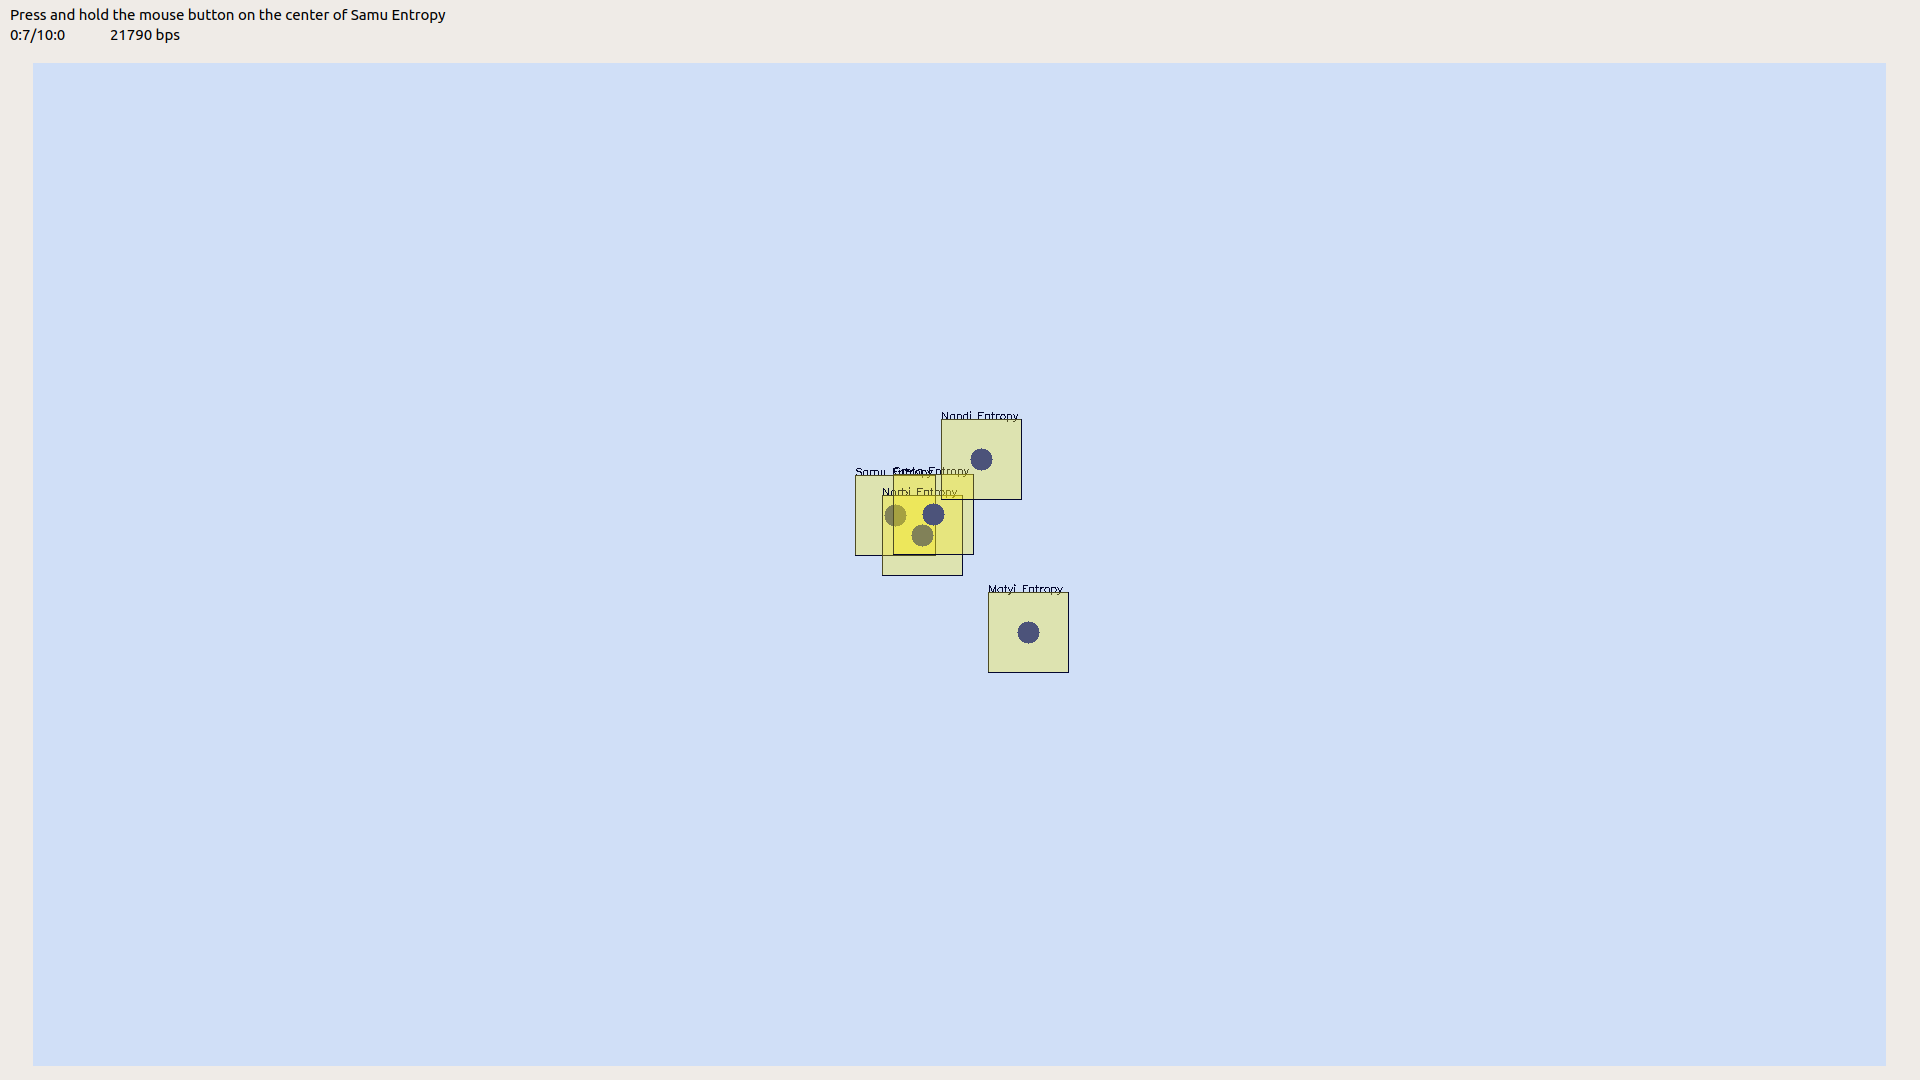 Press and hold the mouse button on the center of Samu Entropy
0:7/10:0 21790 bps
Nandi Entropy
Samu Entropy
Entropy
Norbi Entropy
Matyi Entropy